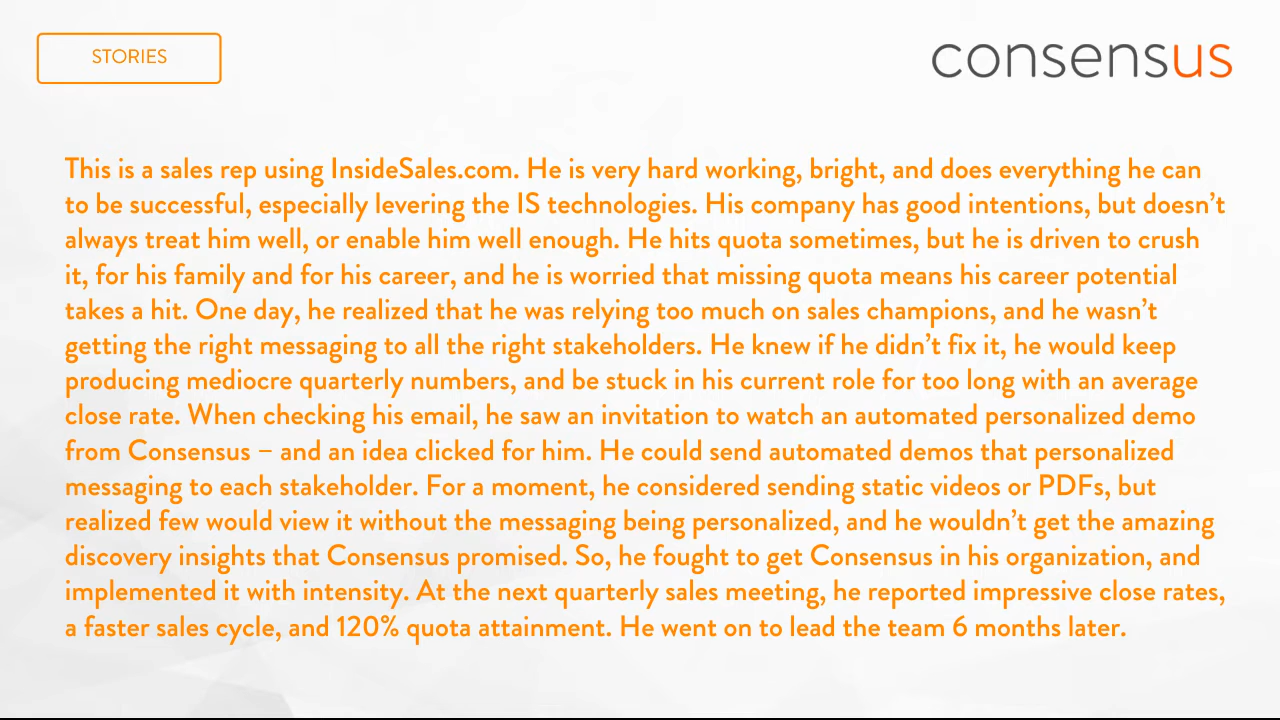 STORIES
consensus
This is a sales rep using InsideSales.com. He is very hard working, bright, and does everything he can
to be successful, especially levering the IS technologies. His company has good intentions, but doesn’t
always treat him well, or enable him well enough. He hits quota sometimes, but he is driven to crush
it, for his family and for his career, and he is worried that missing quota means his career potential
takes a hit. One day, he realized that he was relying too much on sales champions, and he wasn’t
getting the right messaging to all the right stakeholders. He knew if he didn’t fix it, he would keep
producing mediocre quarterly numbers, and be stuck in his current role for too long with an average
close rate. When checking his email, he saw an invitation to watch an automated personalized demo
from Consensus – and an idea clicked for him. He could send automated demos that personalized
messaging to each stakeholder. For a moment, he considered sending static videos or PDFs, but
realized few would view it without the messaging being personalized, and he wouldn’t get the amazing
discovery insights that Consensus promised. So, he fought to get Consensus in his organization, and
implemented it with intensity. At the next quarterly sales meeting, he reported impressive close rates,
a faster sales cycle, and 120% quota attainment. He went on to lead the team 6 months later.